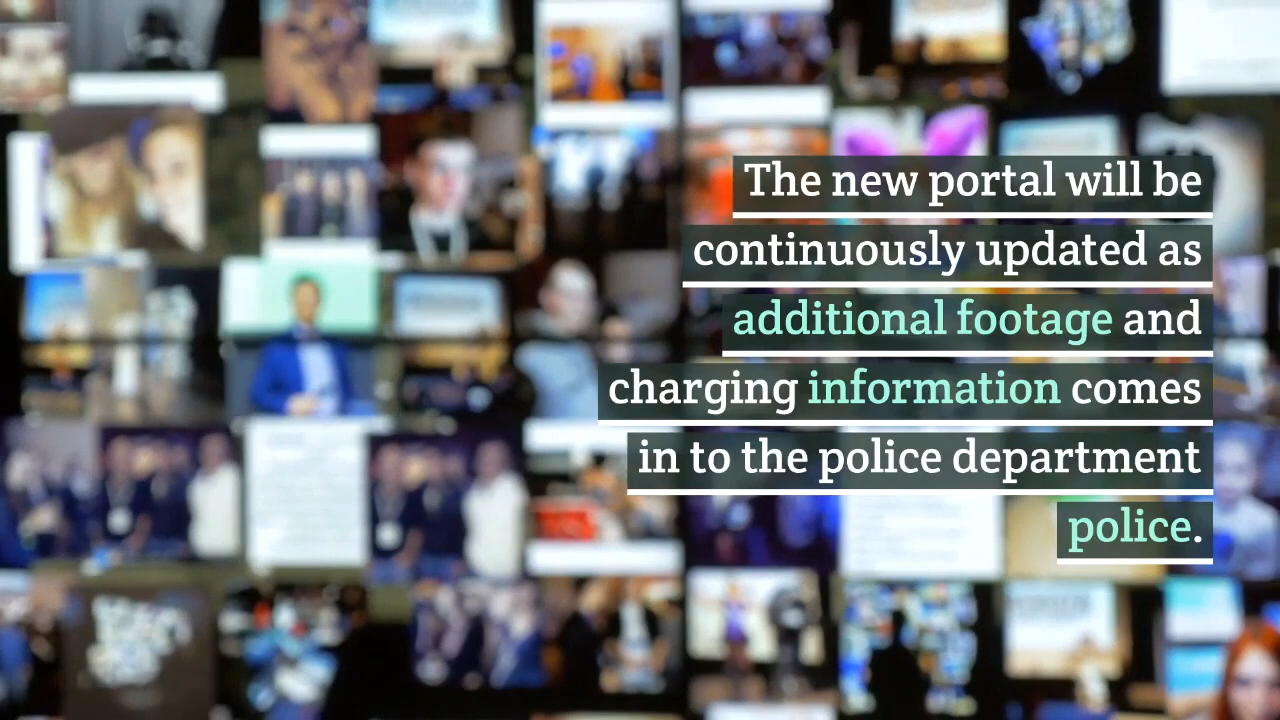 The new portal will be
continuously updated as
additional footage and
charging information comes
in to the police department
police.